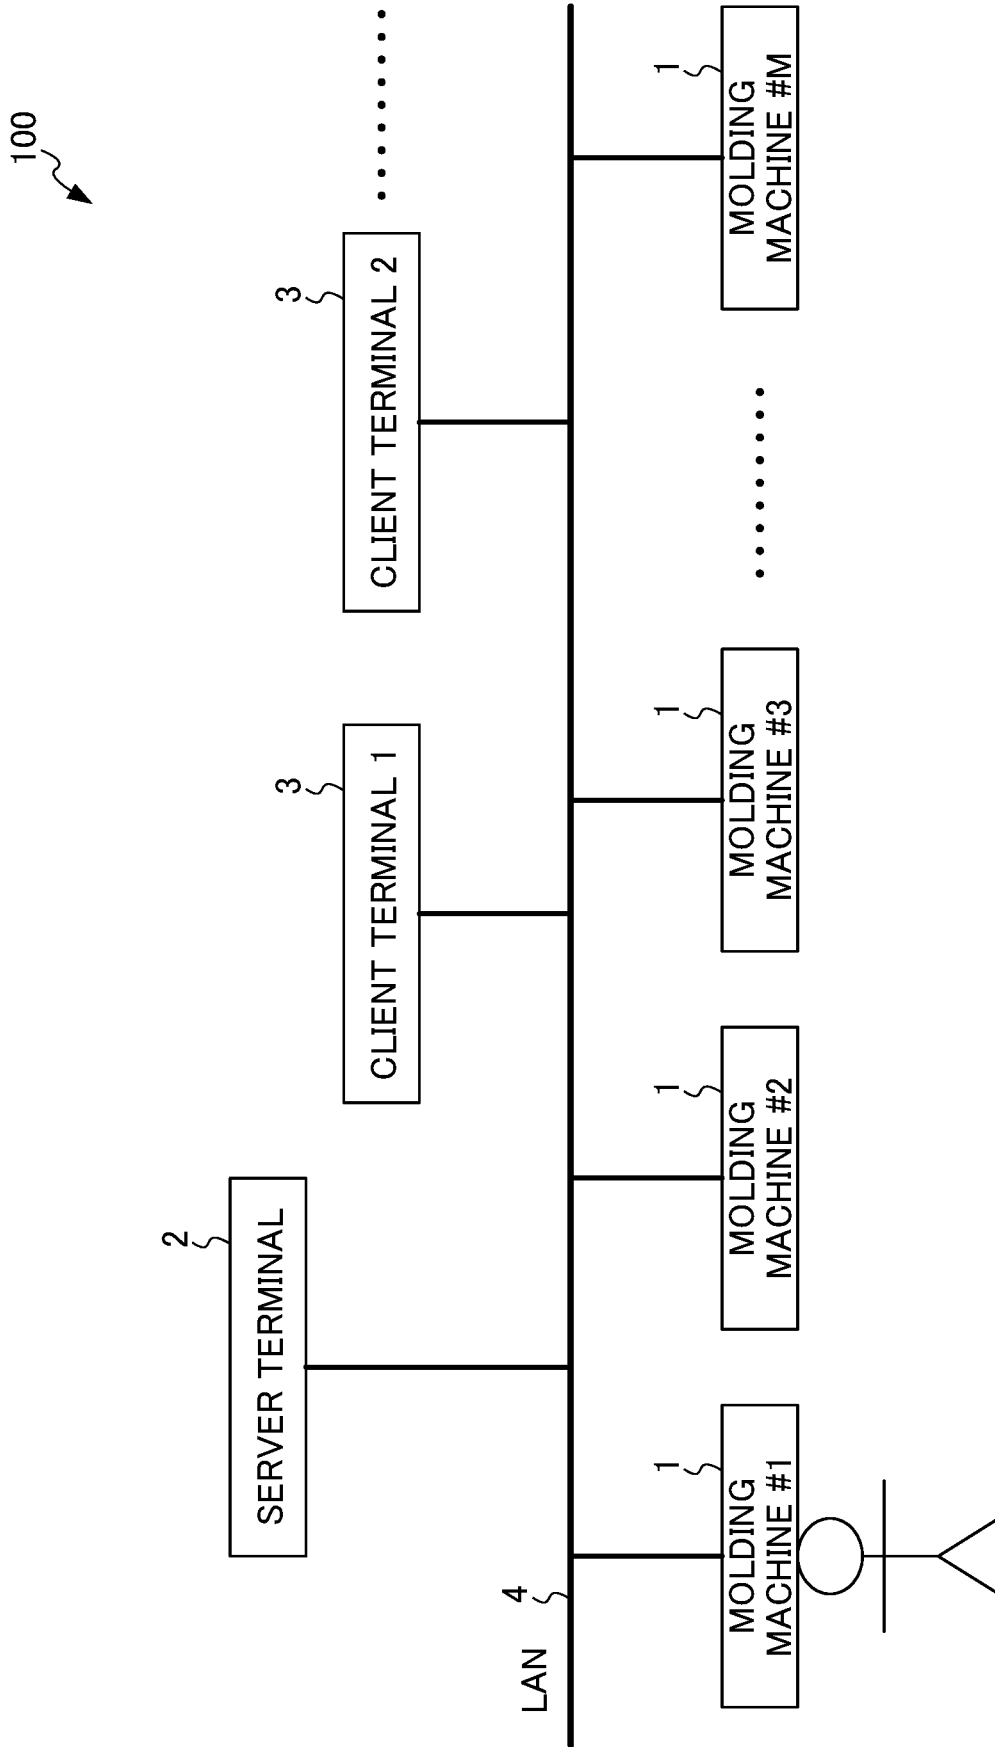 100
2
SERVER TERMINAL
3
CLIENT TERMINAL 1
3
CLIENT TERMINAL 2
LAN
4
1
MOLDING
MACHINE #1
1
MOLDING
MACHINE #2
1
MOLDING
MACHINE #3
1
MOLDING
MACHINE #M